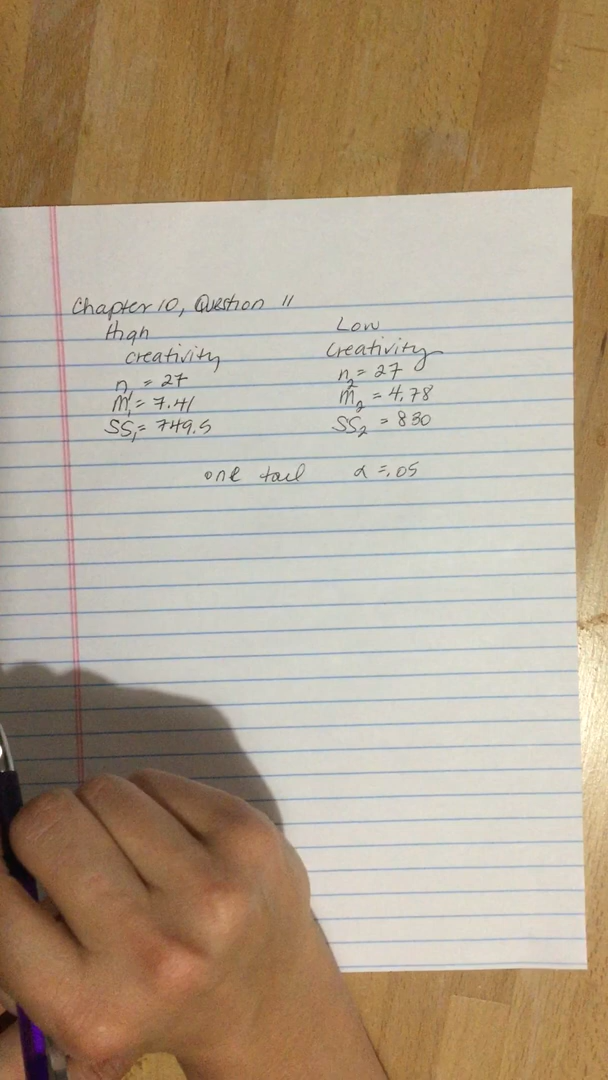 Chapter 10, Question 11
High Low
creativity Creativity
n₁ = 27 n₂ = 27
M₁ = 7.41 M₂ = 4.78
SS₁ = 749.5 SS₂ = 830
one tail α = .05